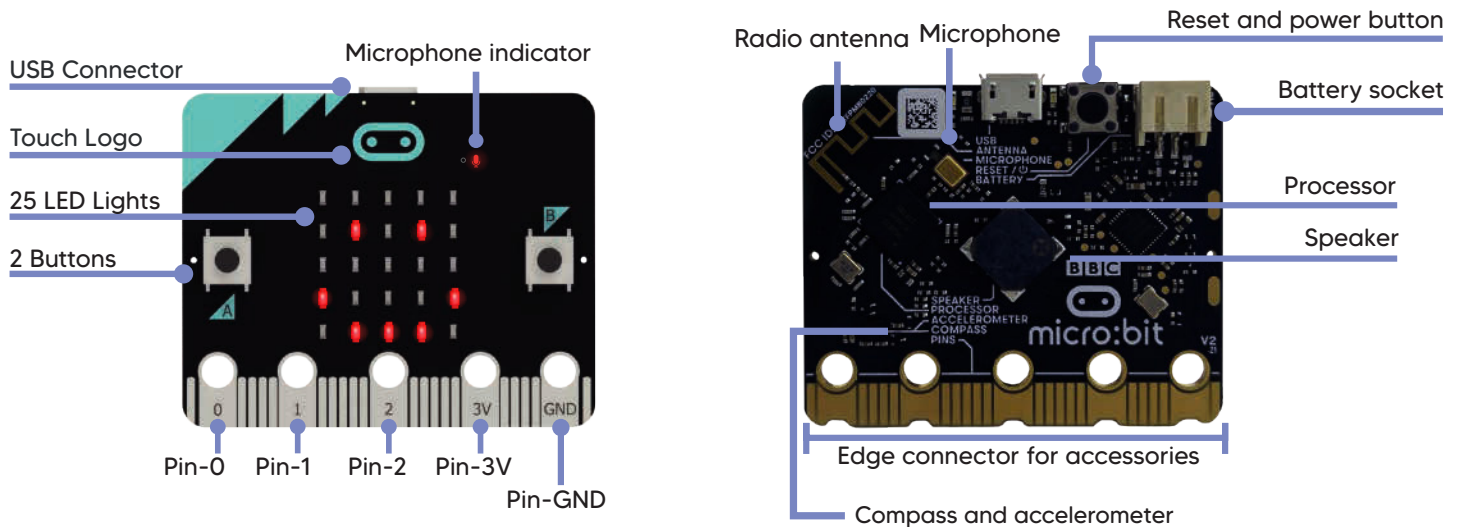 Microphone indicator
USB Connector
Touch Logo
25 LED Lights
2 Buttons
A
B
0
1
2
3V
GND
Pin-0
Pin-1
Pin-2
Pin-3V
Pin-GND
Reset and power button
Radio antenna
Microphone
Battery socket
Processor
Speaker
USB
ANTENNA
MICROPHONE
RESET / ⏻
BATTERY
BBC
micro:bit
V2
SPEAKER
PROCESSOR
ACCELEROMETER
COMPASS
PINS
Edge connector for accessories
Compass and accelerometer